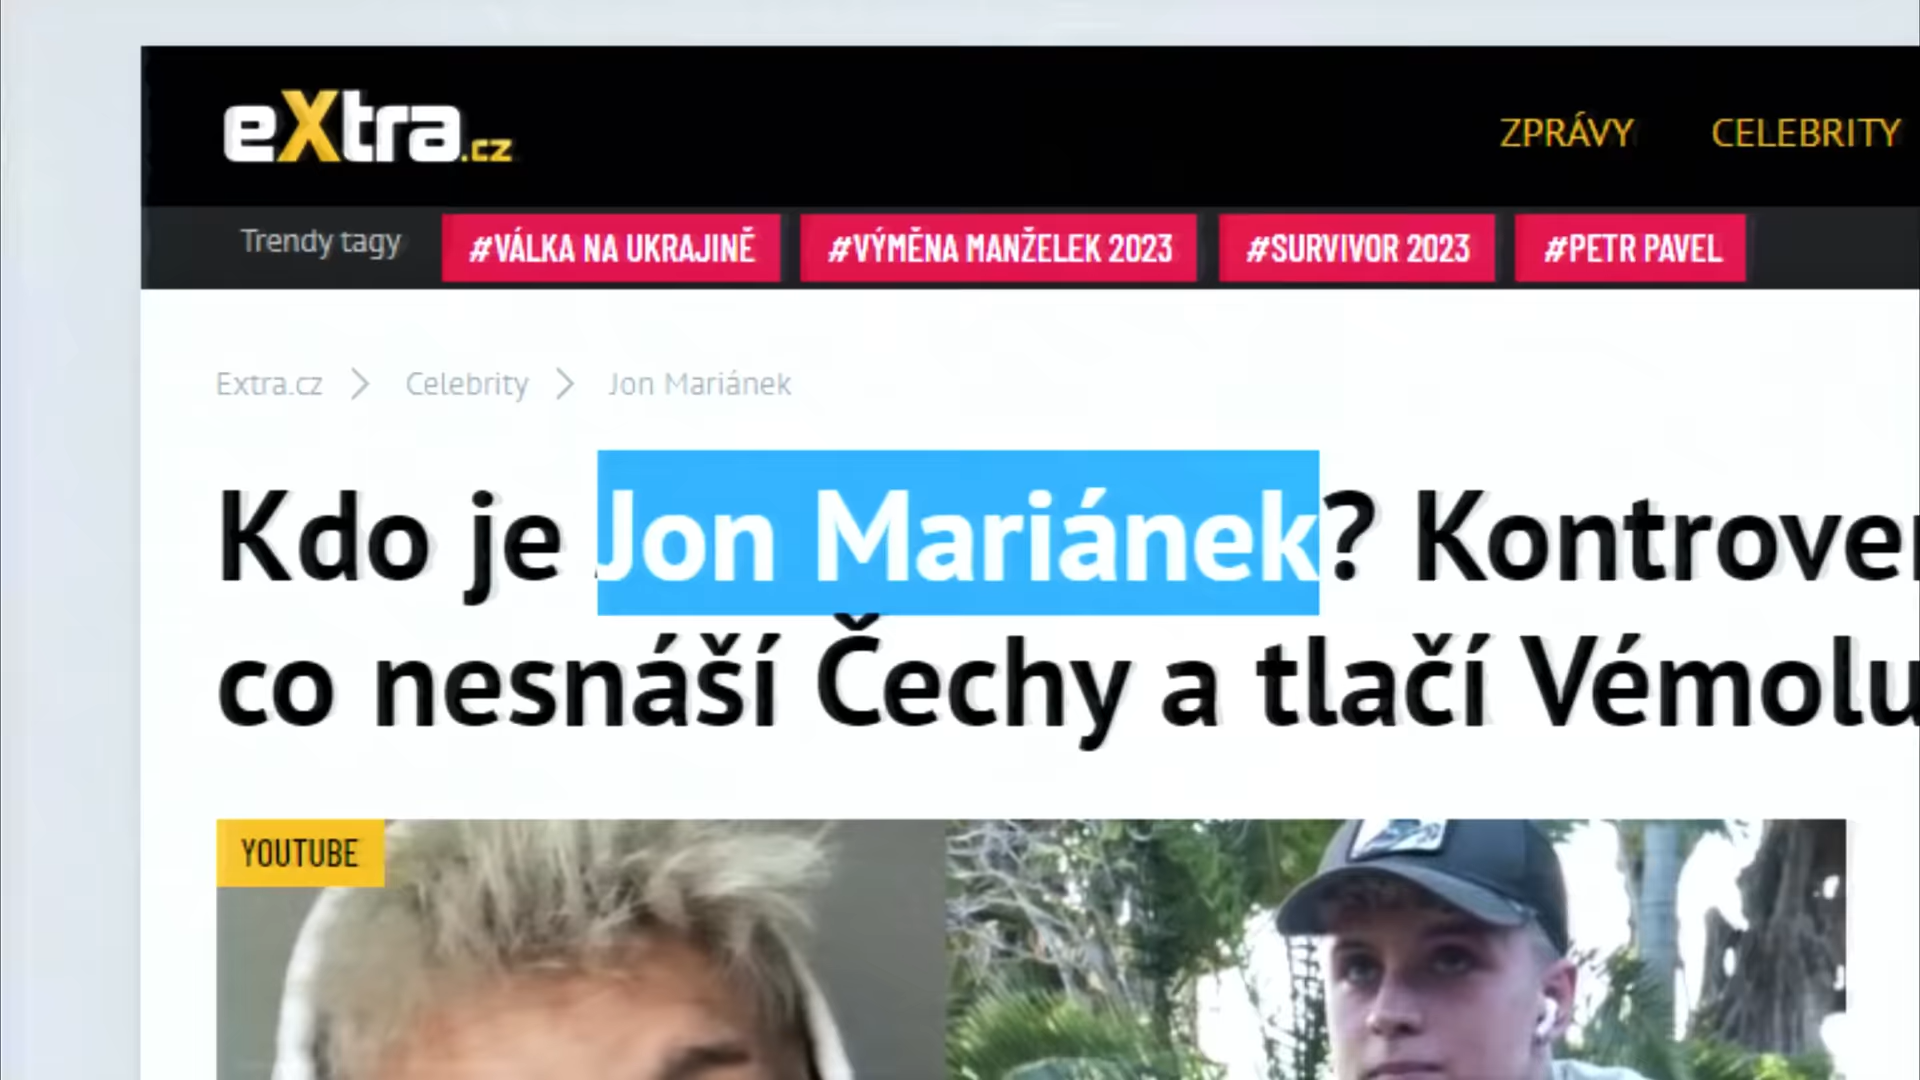 eXtra.cz
ZPRÁVY CELEBRITY
Trendy tagy #VÁLKA NA UKRAJINĚ #VÝMĚNA MANŽELEK 2023 #SURVIVOR 2023 #PETR PAVEL
Extra.cz > Celebrity > Jon Mariánek
Kdo je Jon Mariánek? Kontrover
co nesnáší Čechy a tlačí Vémolu
YOUTUBE